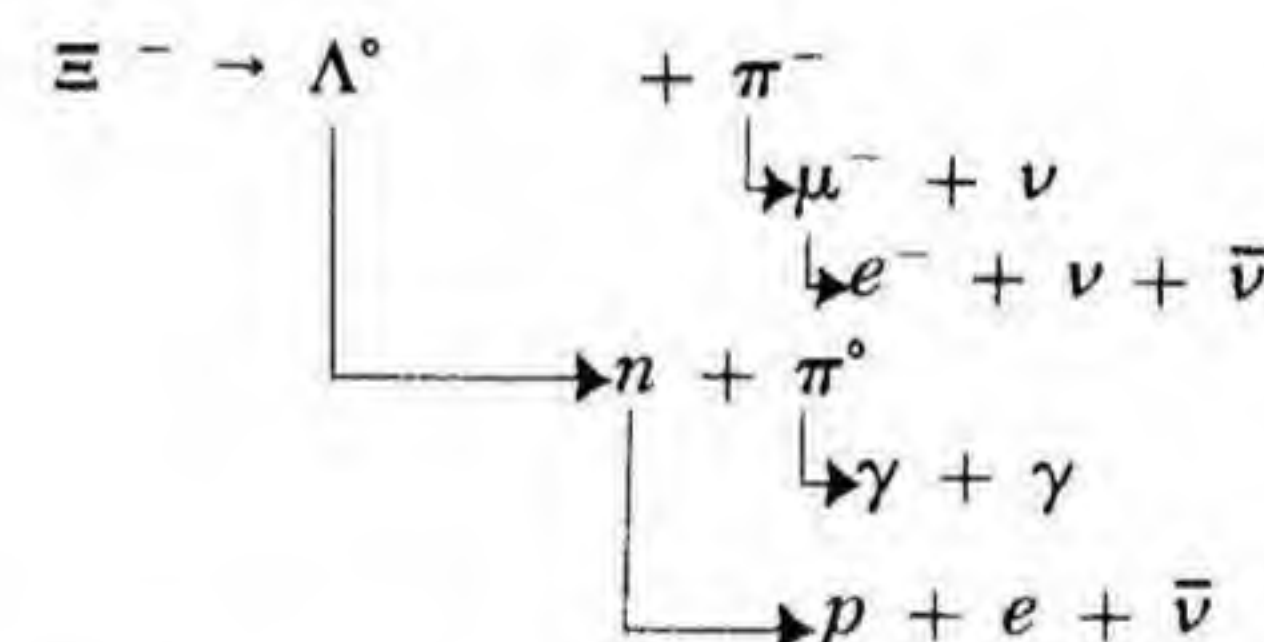 Ξ⁻ → Λ° + π⁻
μ⁻ + ν
e⁻ + ν + ν̄
n + π°
γ + γ
p + e + ν̄